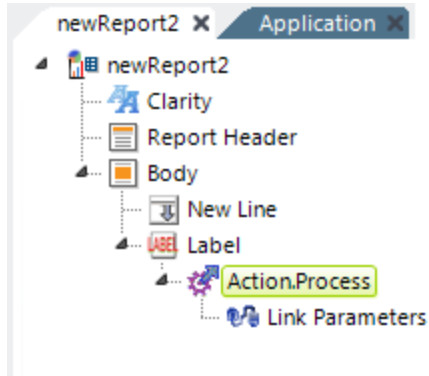 newReport2 Application
newReport2
Clarity
Report Header
Body
New Line
LABEL Label
Action.Process
Link Parameters